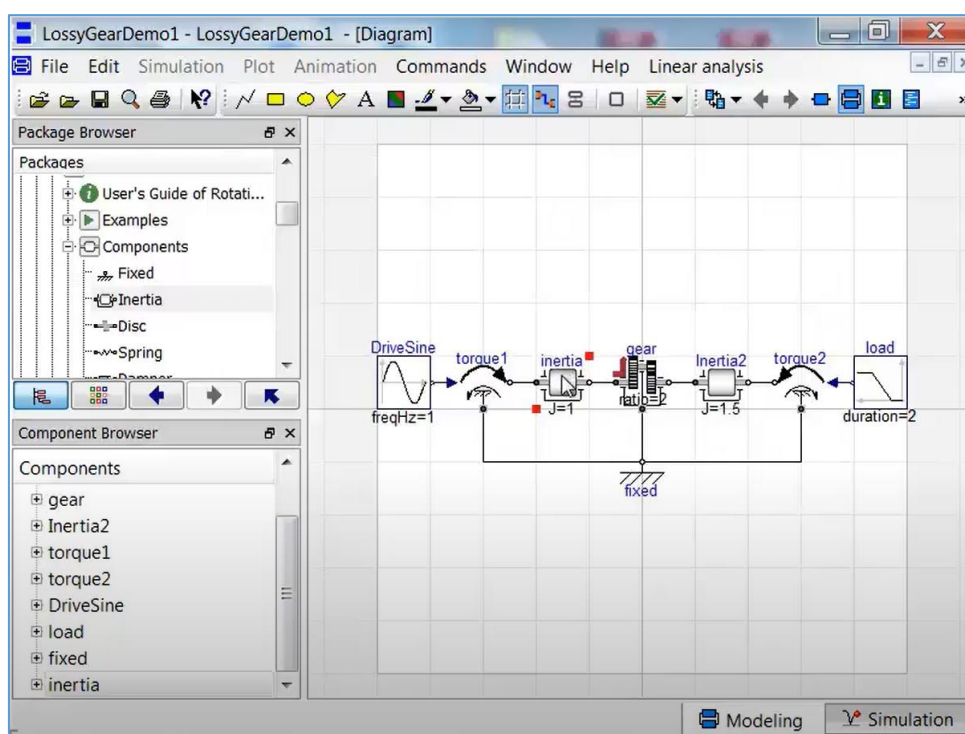 LossyGearDemo1 - LossyGearDemo1 - [Diagram]
File Edit Simulation Plot Animation Commands Window Help Linear analysis
A
Package Browser
Packages
User's Guide of Rotati...
Examples
Components
Fixed
Inertia
Disc
Spring
Damper
DriveSine
torque1
inertia
gear
Inertia2
torque2
load
freqHz=1
J=1
ratio=2
J=1.5
duration=2
fixed
Component Browser
Components
gear
Inertia2
torque1
torque2
DriveSine
load
fixed
inertia
Modeling
Simulation